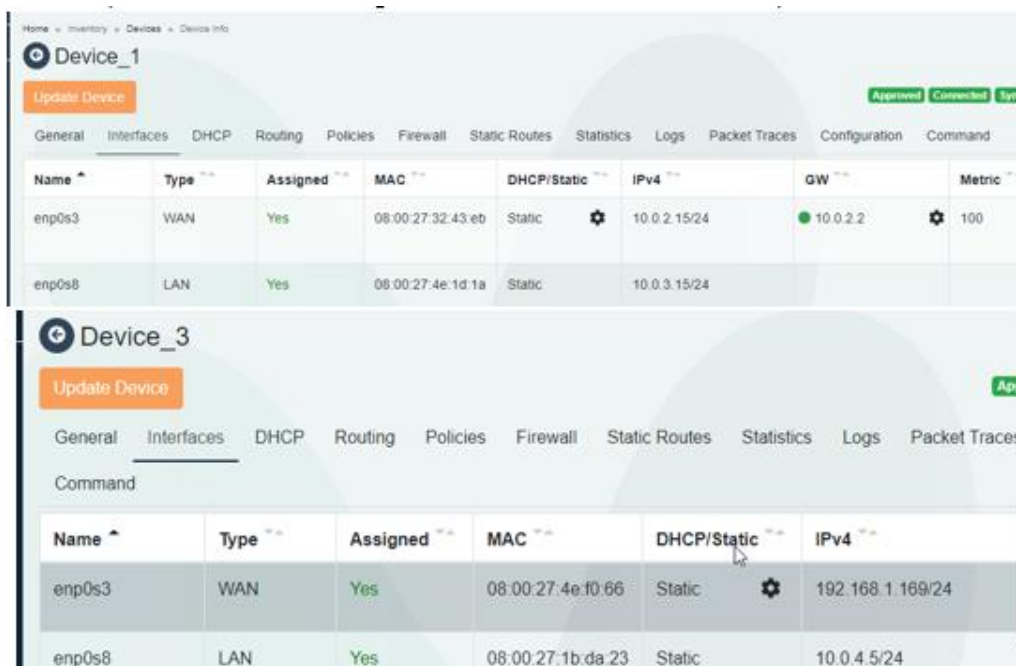 Home » Inventory » Devices » Device Info
Device_1
Update Device
Approved Connected
General Interfaces DHCP Routing Policies Firewall Static Routes Statistics Logs Packet Traces Configuration Command
Name Type Assigned MAC DHCP/Static IPv4 GW Metric
enp0s3 WAN Yes 08:00:27:32:43:eb Static 10.0.2.15/24 10.0.2.2 100
enp0s8 LAN Yes 08:00:27:4e:1d:1a Static 10.0.3.15/24
Device_3
Update Device
General Interfaces DHCP Routing Policies Firewall Static Routes Statistics Logs Packet Traces
Command
Name Type Assigned MAC DHCP/Static IPv4
enp0s3 WAN Yes 08:00:27:4e:f0:66 Static 192.168.1.169/24
enp0s8 LAN Yes 08:00:27:1b:da:23 Static 10.0.4.5/24